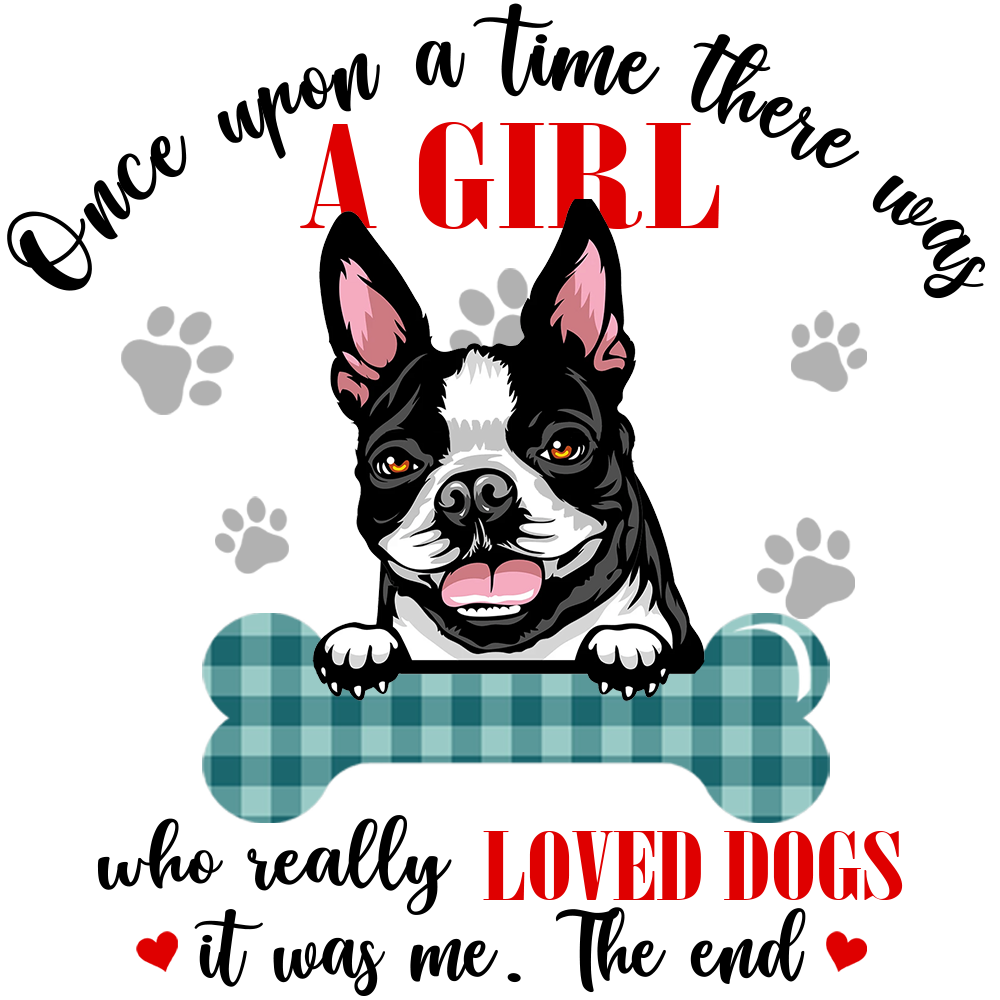 Once upon a time there was
A GIRL
who really LOVED DOGS
it was me. The end